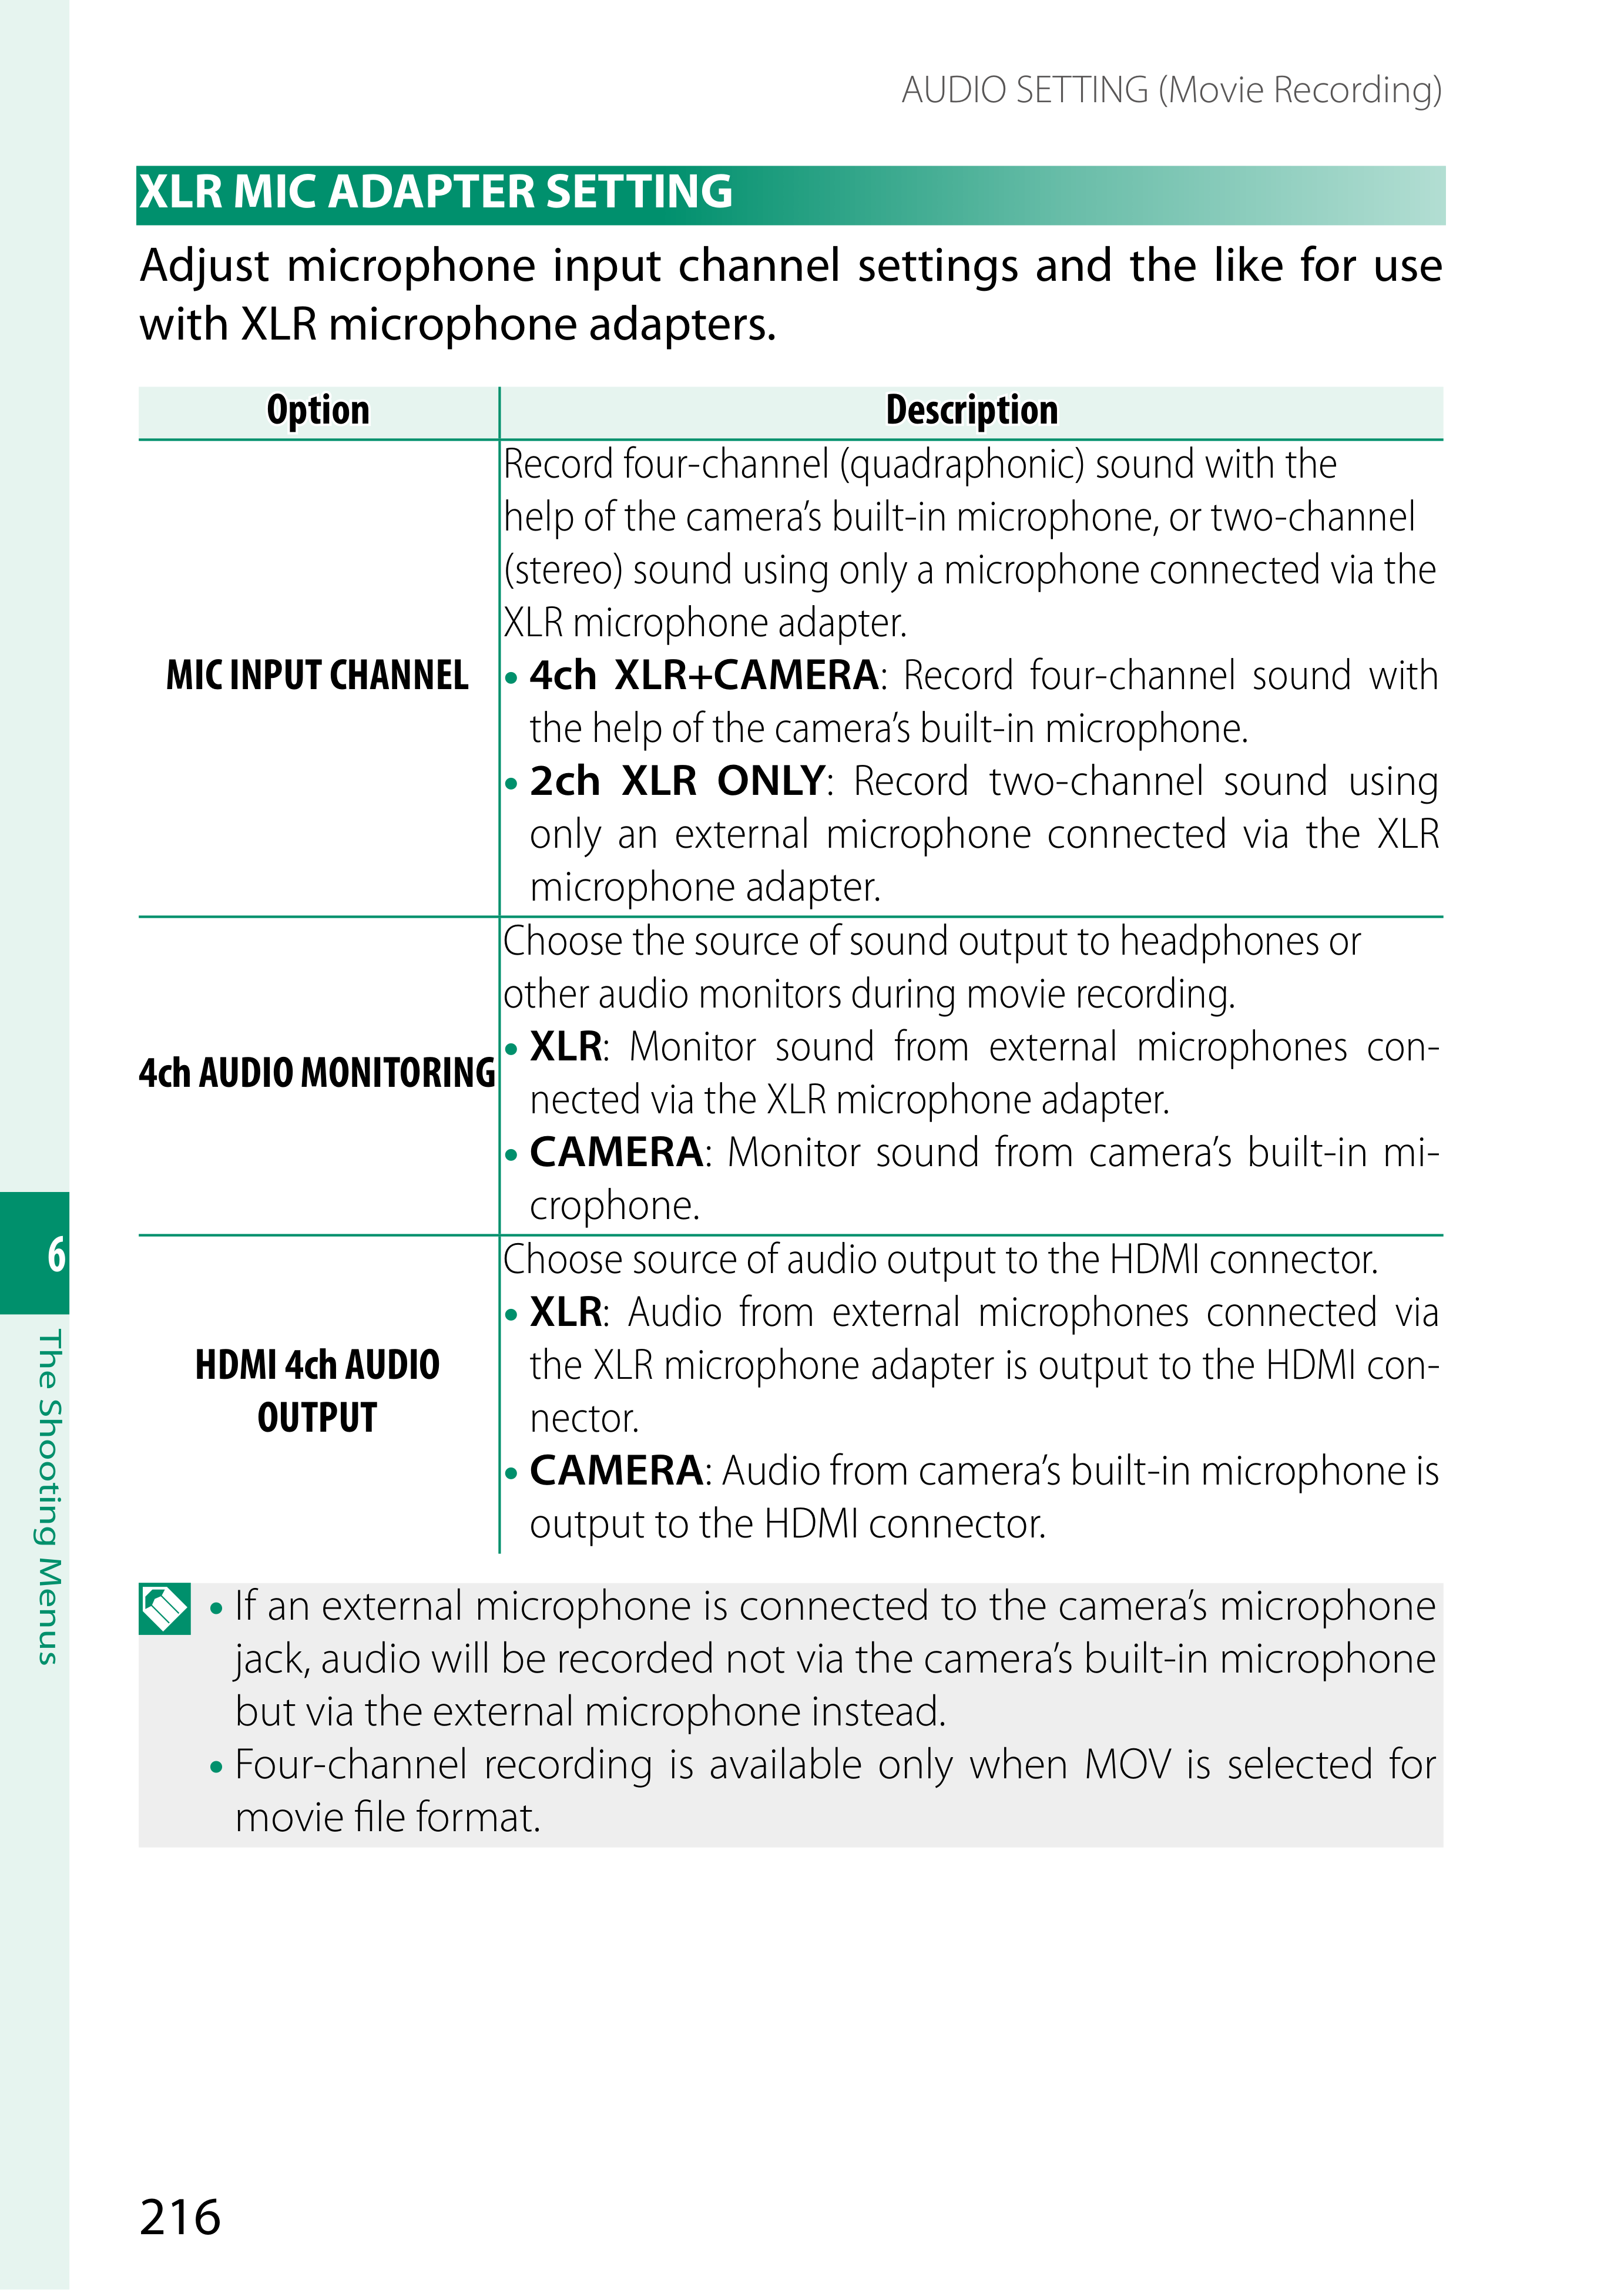 AUDIO SETTING (Movie Recording)
XLR MIC ADAPTER SETTING
Adjust microphone input channel settings and the like for use
with XLR microphone adapters.
Option
Description
MIC INPUT CHANNEL
Record four-channel (quadraphonic) sound with the
help of the camera’s built-in microphone, or two-channel
(stereo) sound using only a microphone connected via the
XLR microphone adapter.
• 4ch XLR+CAMERA: Record four-channel sound with
the help of the camera’s built-in microphone.
• 2ch XLR ONLY: Record two-channel sound using
only an external microphone connected via the XLR
microphone adapter.
4ch AUDIO MONITORING
Choose the source of sound output to headphones or
other audio monitors during movie recording.
• XLR: Monitor sound from external microphones con-
nected via the XLR microphone adapter.
• CAMERA: Monitor sound from camera’s built-in mi-
crophone.
HDMI 4ch AUDIO
OUTPUT
Choose source of audio output to the HDMI connector.
• XLR: Audio from external microphones connected via
the XLR microphone adapter is output to the HDMI con-
nector.
• CAMERA: Audio from camera’s built-in microphone is
output to the HDMI connector.
• If an external microphone is connected to the camera’s microphone
jack, audio will be recorded not via the camera’s built-in microphone
but via the external microphone instead.
• Four-channel recording is available only when MOV is selected for
movie file format.
6
The Shooting Menus
216